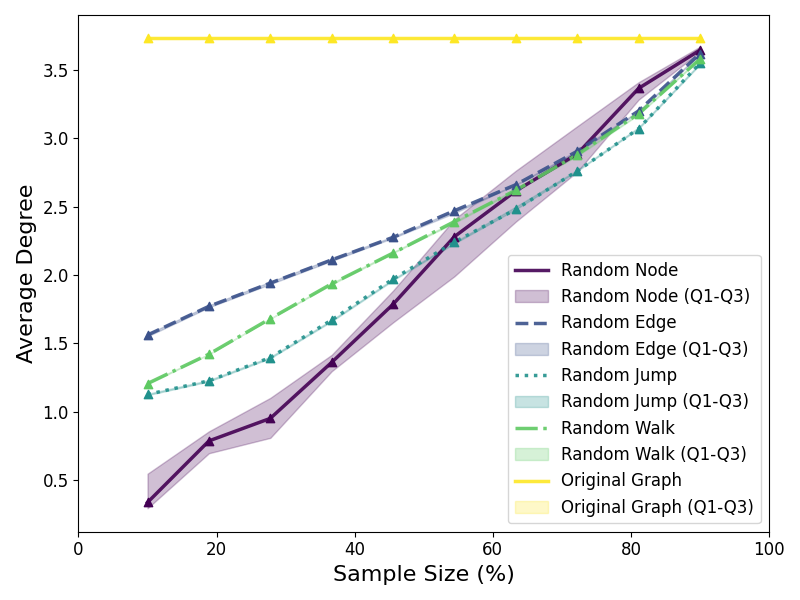 Average Degree
3.5
3.0
2.5
2.0
1.5
1.0
0.5
0
20
40
60
80
100
Sample Size (%)
Random Node
Random Node (Q1-Q3)
Random Edge
Random Edge (Q1-Q3)
Random Jump
Random Jump (Q1-Q3)
Random Walk
Random Walk (Q1-Q3)
Original Graph
Original Graph (Q1-Q3)